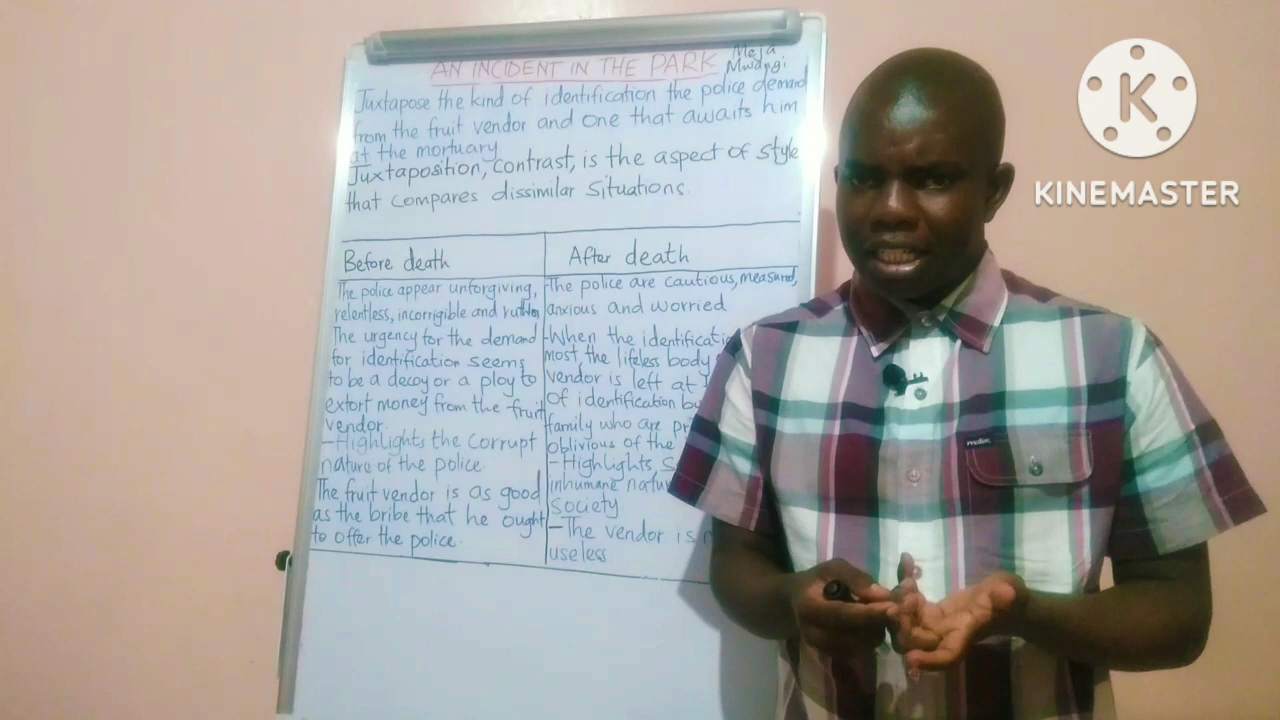 AN INCIDENT IN THE PARK
Meja
Mwangi
Juxtapose the kind of identification the police demand
from the fruit vendor and one that awaits him
at the mortuary.
Juxtaposition, contrast, is the aspect of style
that compares dissimilar situations.
Before death
The police appear unforgiving,
relentless, incorrigible and
The urgency for the demand
for identification seems
to be a decoy or a ploy to
extort money from the fruit
vendor.
-Highlights the corrupt
nature of the police.
The fruit vendor is as good
as the bribe that he ought
to offer the police.
After death
-The police are cautious, measured,
anxious and worried
-When the
most the lifeless body
vendor is left at
of identification
family who are
oblivious of the
-Highlights
inhumane
society
-The vendor is
useless
K
KINEMASTER